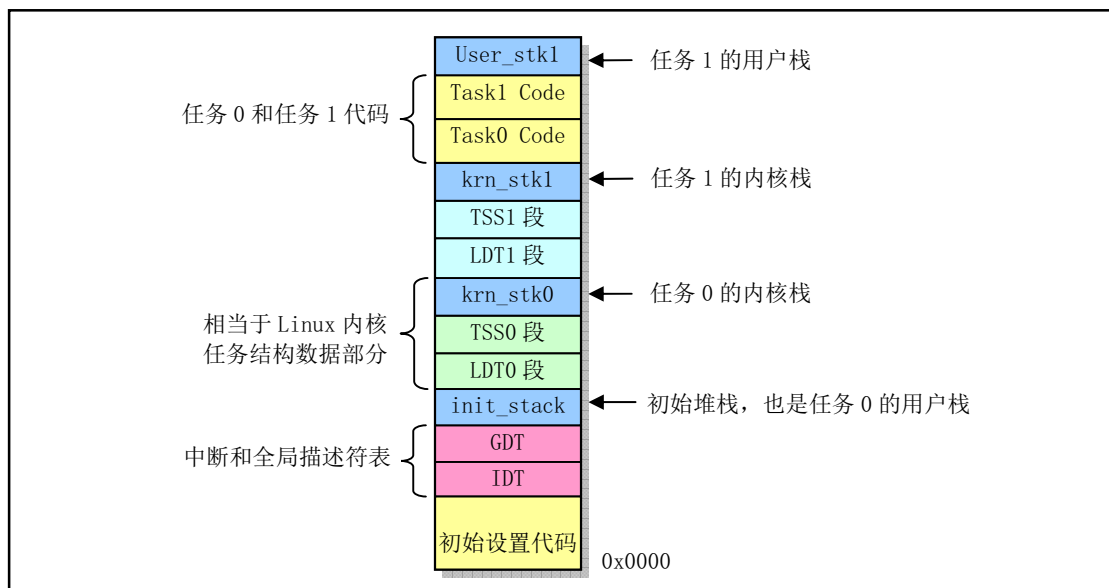 User_stk1
任务 1 的用户栈
Task1 Code
任务 0 和任务 1 代码
Task0 Code
krn_stk1
任务 1 的内核栈
TSS1 段
LDT1 段
krn_stk0
任务 0 的内核栈
相当于 Linux 内核
任务结构数据部分
TSS0 段
LDT0 段
init_stack
初始堆栈，也是任务 0 的用户栈
GDT
中断和全局描述符表
IDT
初始设置代码
0x0000